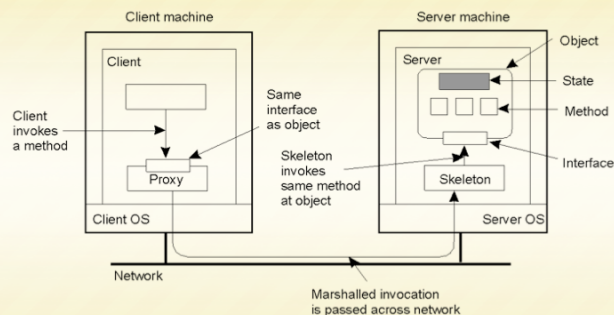 Client machine
Server machine
Object
Client
Server
State
Same
interface
as object
Client
invokes
a method
Method
Skeleton
invokes
same method
at object
Interface
Proxy
Skeleton
Client OS
Server OS
Network
Marshalled invocation
is passed across network